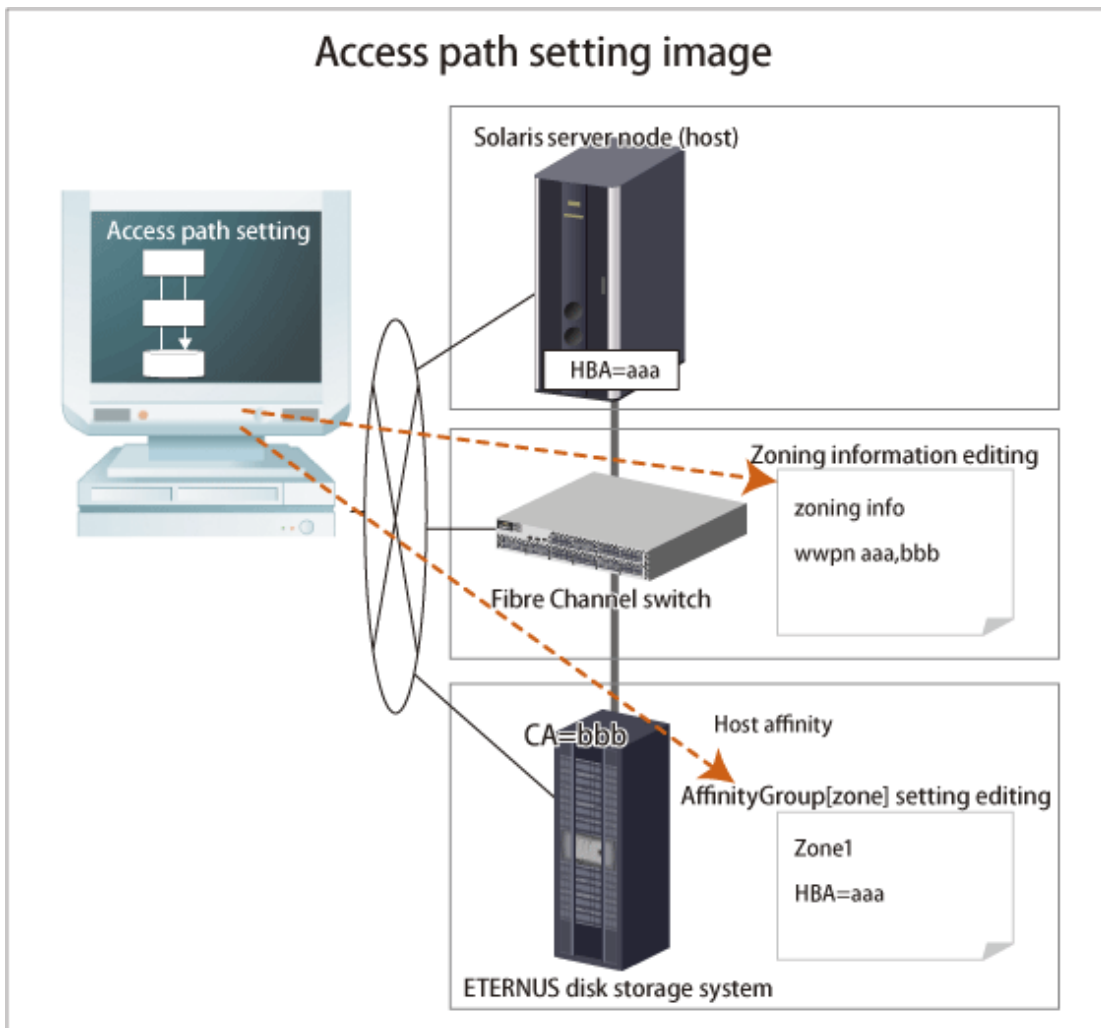 Access path setting image
Solaris server node (host)
Access path setting
HBA=aaa
Zoning information editing
zoning info
wwpn aaa,bbb
Fibre Channel switch
CA=bbb
Host affinity
AffinityGroup[zone] setting editing
Zone1
HBA=aaa
ETERNUS disk storage system